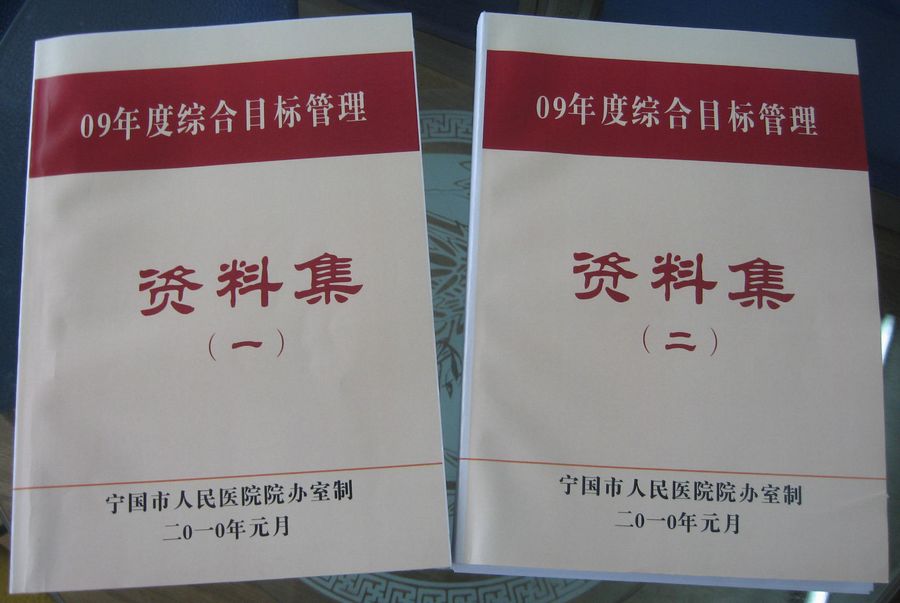 09年度综合目标管理
资料集
（一）
宁国市人民医院院办室制
二0一0年元月
09年度综合目标管理
资料集
（二）
宁国市人民医院院办室制
二0一0年元月